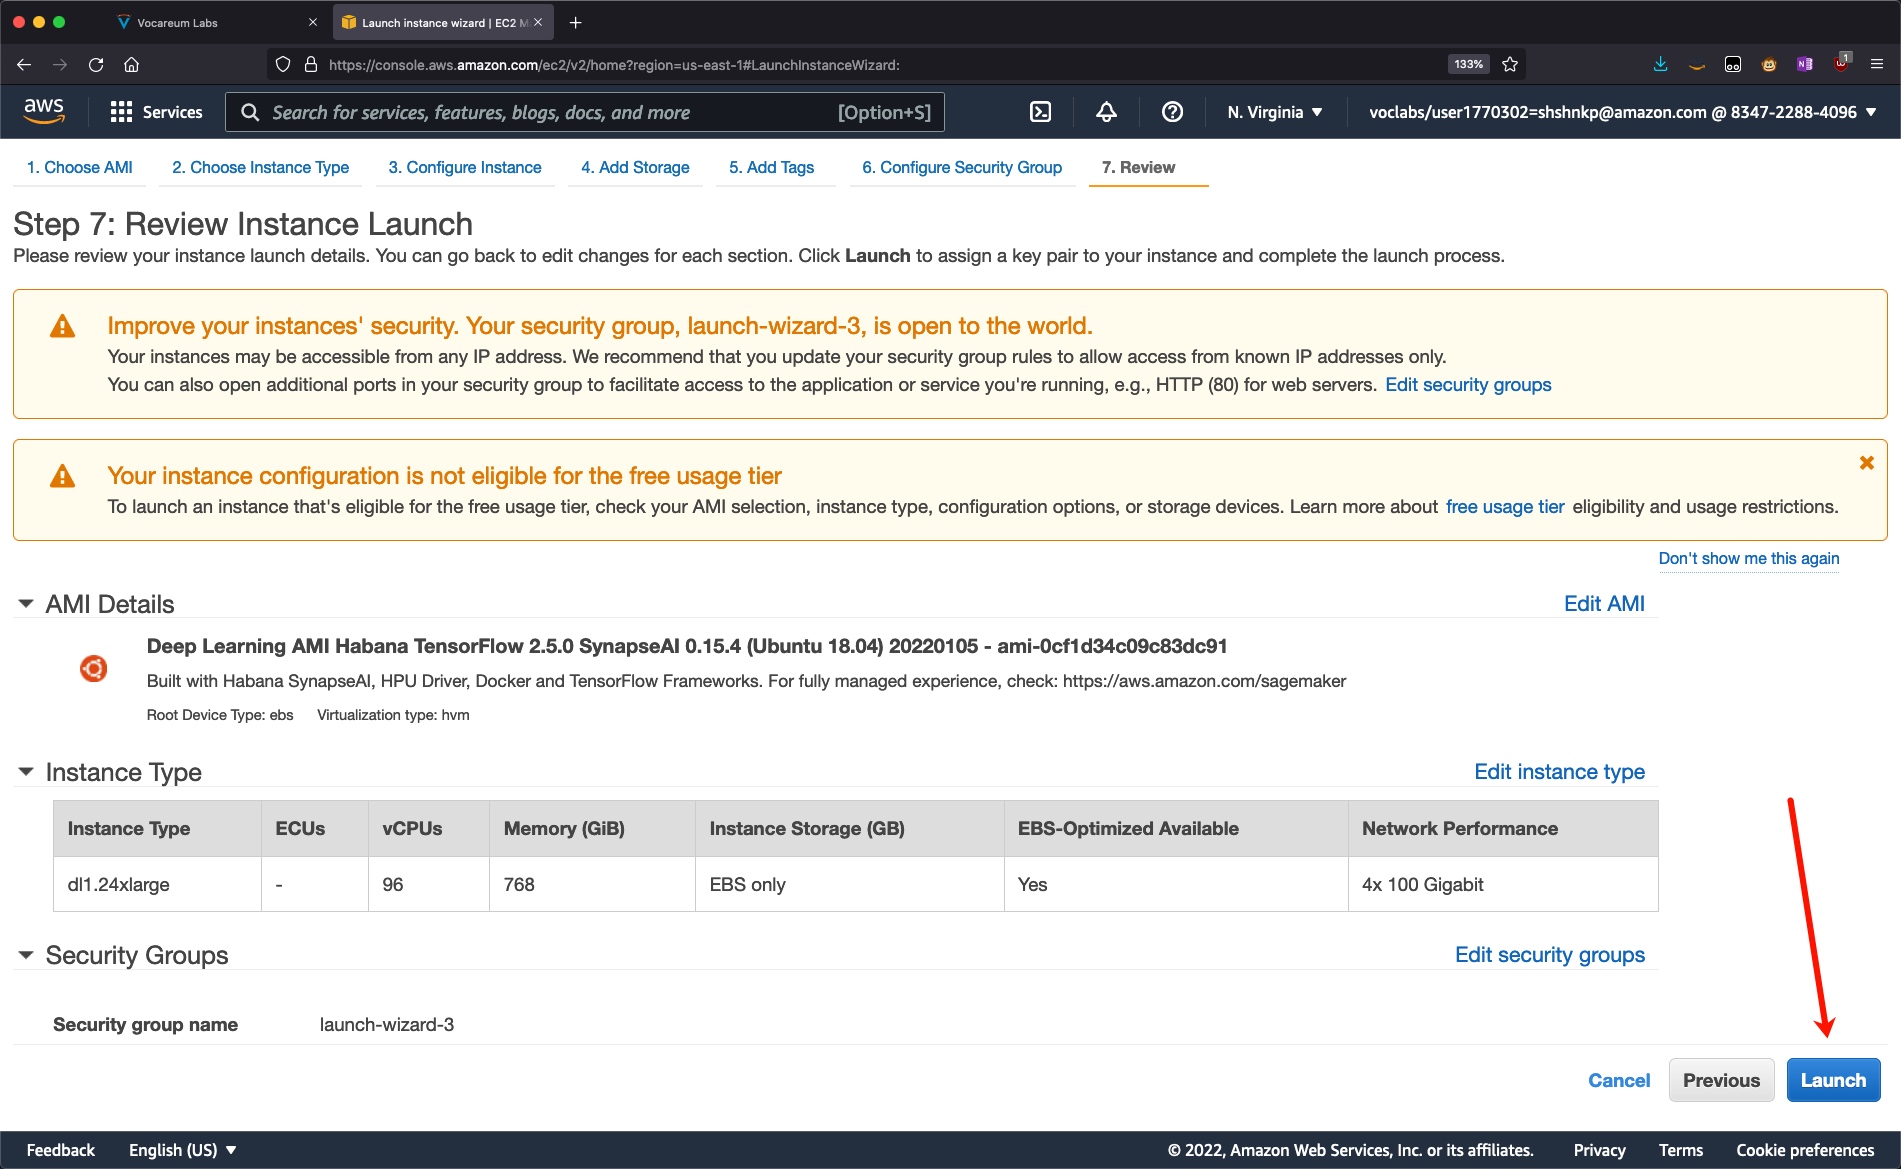 Vocareum Labs
Launch instance wizard | EC2 M
https://console.aws.amazon.com/ec2/v2/home?region=us-east-1#LaunchInstanceWizard:
133%
1
aws
Services
Search for services, features, blogs, docs, and more
[Option+S]
N. Virginia
voclabs/user1770302=shshnkp@amazon.com @ 8347-2288-4096
1. Choose AMI
2. Choose Instance Type
3. Configure Instance
4. Add Storage
5. Add Tags
6. Configure Security Group
7. Review
Step 7: Review Instance Launch
Please review your instance launch details. You can go back to edit changes for each section. Click Launch to assign a key pair to your instance and complete the launch process.
Improve your instances' security. Your security group, launch-wizard-3, is open to the world.
Your instances may be accessible from any IP address. We recommend that you update your security group rules to allow access from known IP addresses only.
You can also open additional ports in your security group to facilitate access to the application or service you're running, e.g., HTTP (80) for web servers. Edit security groups
Your instance configuration is not eligible for the free usage tier
To launch an instance that's eligible for the free usage tier, check your AMI selection, instance type, configuration options, or storage devices. Learn more about free usage tier eligibility and usage restrictions.
Don't show me this again
AMI Details
Edit AMI
Deep Learning AMI Habana TensorFlow 2.5.0 SynapseAI 0.15.4 (Ubuntu 18.04) 20220105 - ami-0cf1d34c09c83dc91
Built with Habana SynapseAI, HPU Driver, Docker and TensorFlow Frameworks. For fully managed experience, check: https://aws.amazon.com/sagemaker
Root Device Type: ebs Virtualization type: hvm
Instance Type
Edit instance type
Instance Type ECUs vCPUs Memory (GiB) Instance Storage (GB) EBS-Optimized Available Network Performance
dl1.24xlarge - 96 768 EBS only Yes 4x 100 Gigabit
Security Groups
Edit security groups
Security group name launch-wizard-3
Cancel
Previous
Launch
Feedback
English (US)
© 2022, Amazon Web Services, Inc. or its affiliates.
Privacy
Terms
Cookie preferences